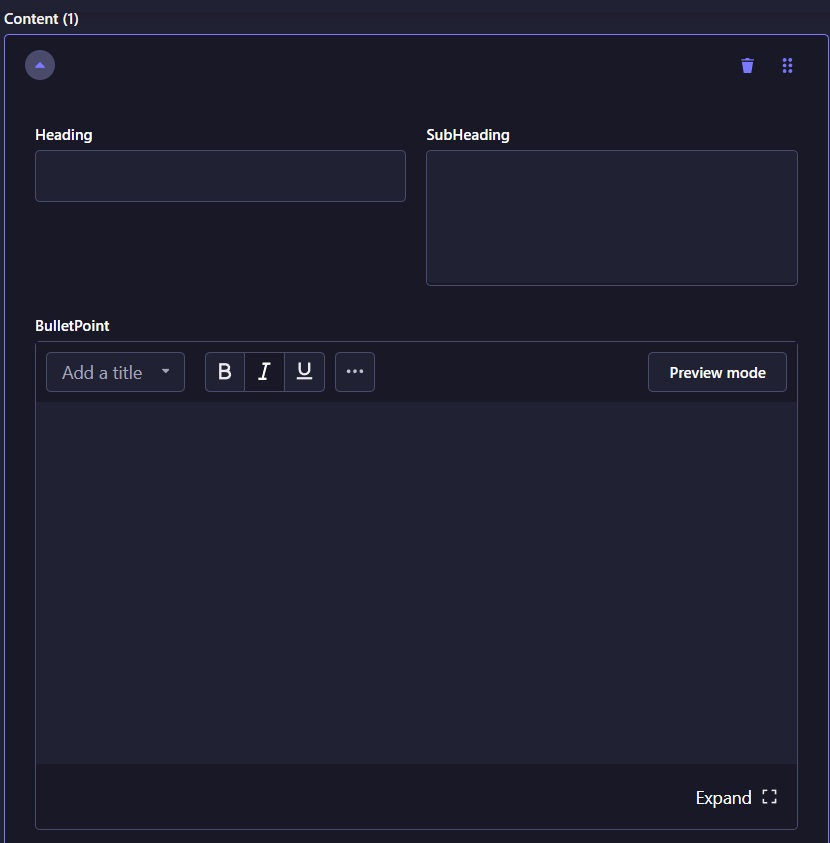 Content (1)
Heading
SubHeading
BulletPoint
Add a title
B I U
Preview mode
Expand